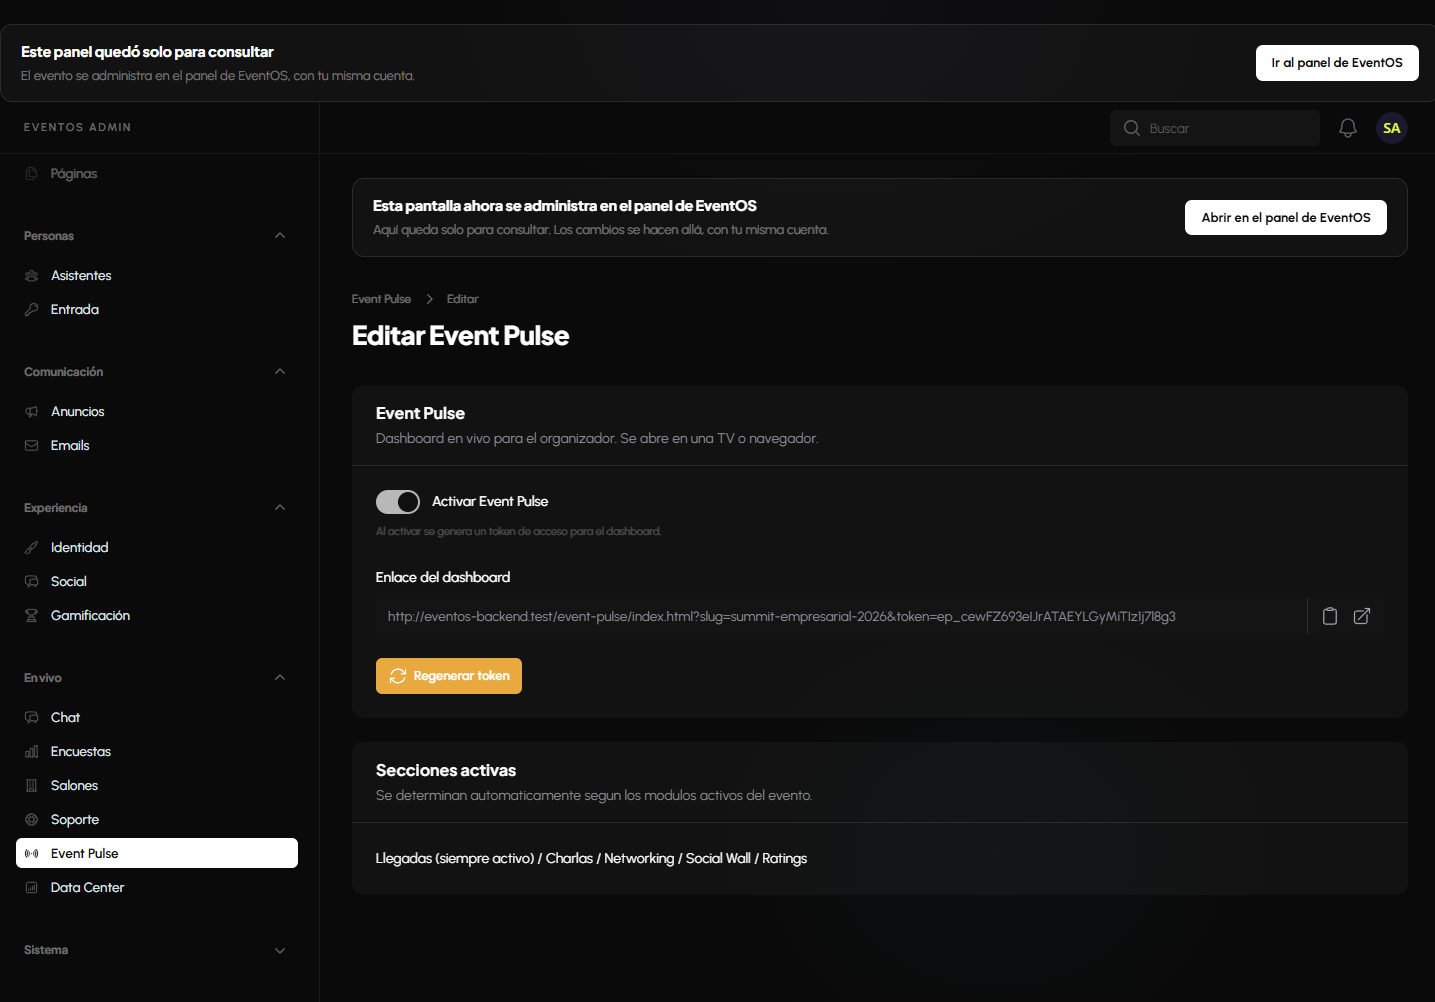 Este panel quedó solo para consultar
El evento se administra en el panel de EventOS, con tu misma cuenta.
Ir al panel de EventOS
EVENTOS ADMIN
Buscar
SA
Páginas
Personas
Asistentes
Entrada
Comunicación
Anuncios
Emails
Experiencia
Identidad
Social
Gamificación
En vivo
Chat
Encuestas
Salones
Soporte
Event Pulse
Data Center
Sistema
Esta pantalla ahora se administra en el panel de EventOS
Aquí queda solo para consultar. Los cambios se hacen allá, con tu misma cuenta.
Abrir en el panel de EventOS
Event Pulse > Editar
Editar Event Pulse
Event Pulse
Dashboard en vivo para el organizador. Se abre en una TV o navegador.
Activar Event Pulse
Al activar se genera un token de acceso para el dashboard.
Enlace del dashboard
http://eventos-backend.test/event-pulse/index.html?slug=summit-empresarial-2026&token=ep_cewFZ693eIJrATAEYLGyMiTIz1j7l8g3
Regenerar token
Secciones activas
Se determinan automaticamente segun los modulos activos del evento.
Llegadas (siempre activo) / Charlas / Networking / Social Wall / Ratings